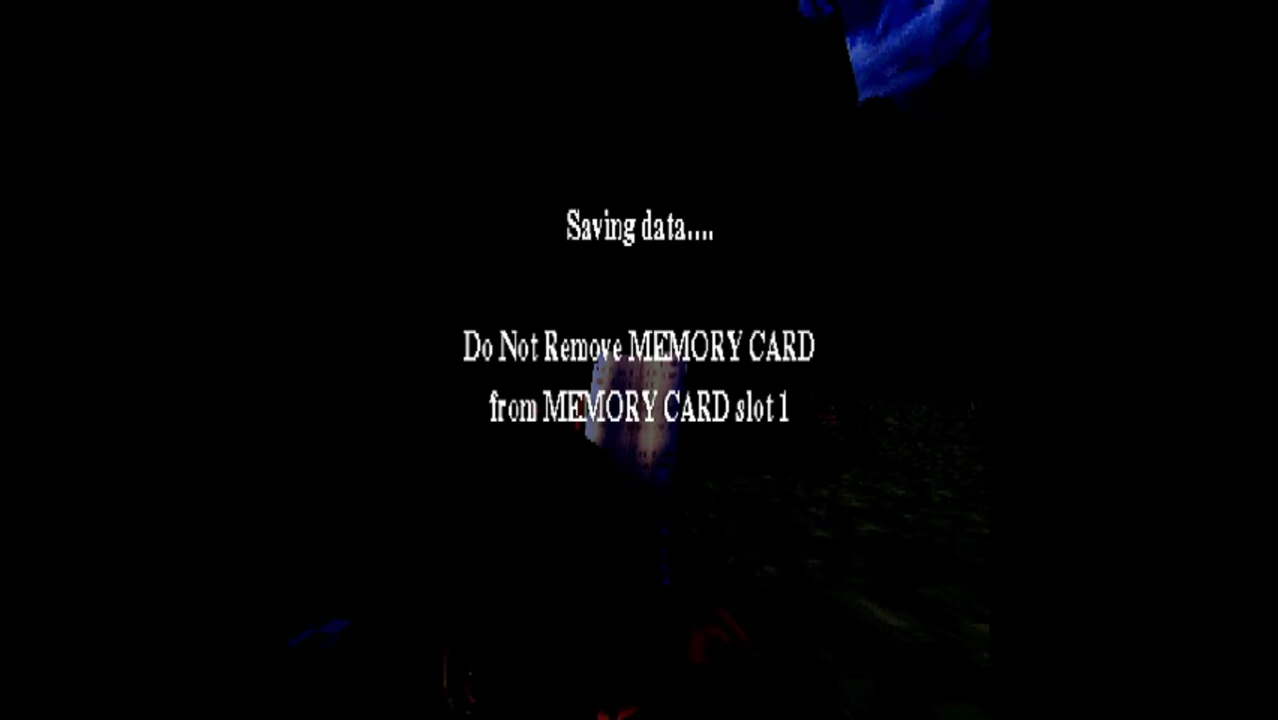 Saving data....
Do Not Remove MEMORY CARD
from MEMORY CARD slot 1